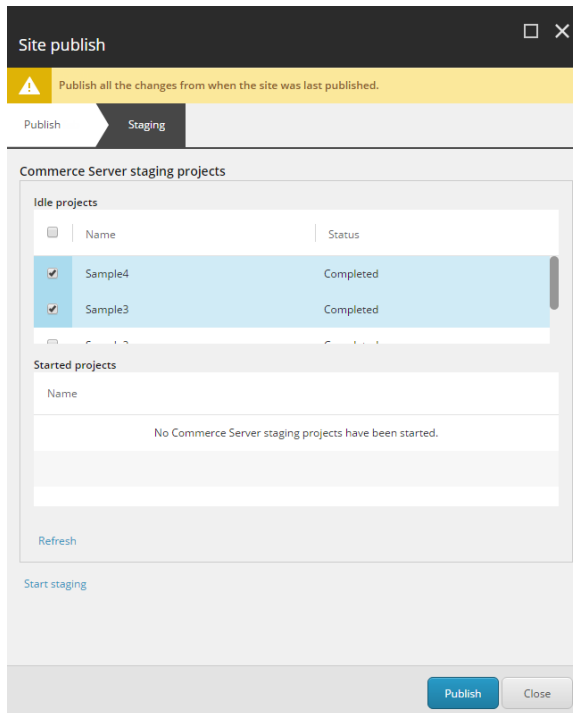 Site publish
Publish all the changes from when the site was last published.
Publish Staging
Commerce Server staging projects
Idle projects
Name Status
Sample4 Completed
Sample3 Completed
Started projects
Name
No Commerce Server staging projects have been started.
Refresh
Start staging
Publish Close